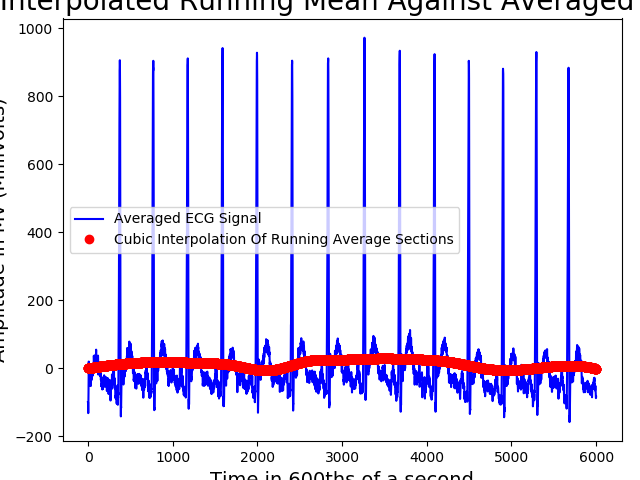 Interpolated Running Mean Against Averaged
Amplitude in MV (Millivolts)
1000
800
600
400
200
0
−200
Averaged ECG Signal
Cubic Interpolation Of Running Average Sections
0 1000 2000 3000 4000 5000 6000
Time in 600ths of a second